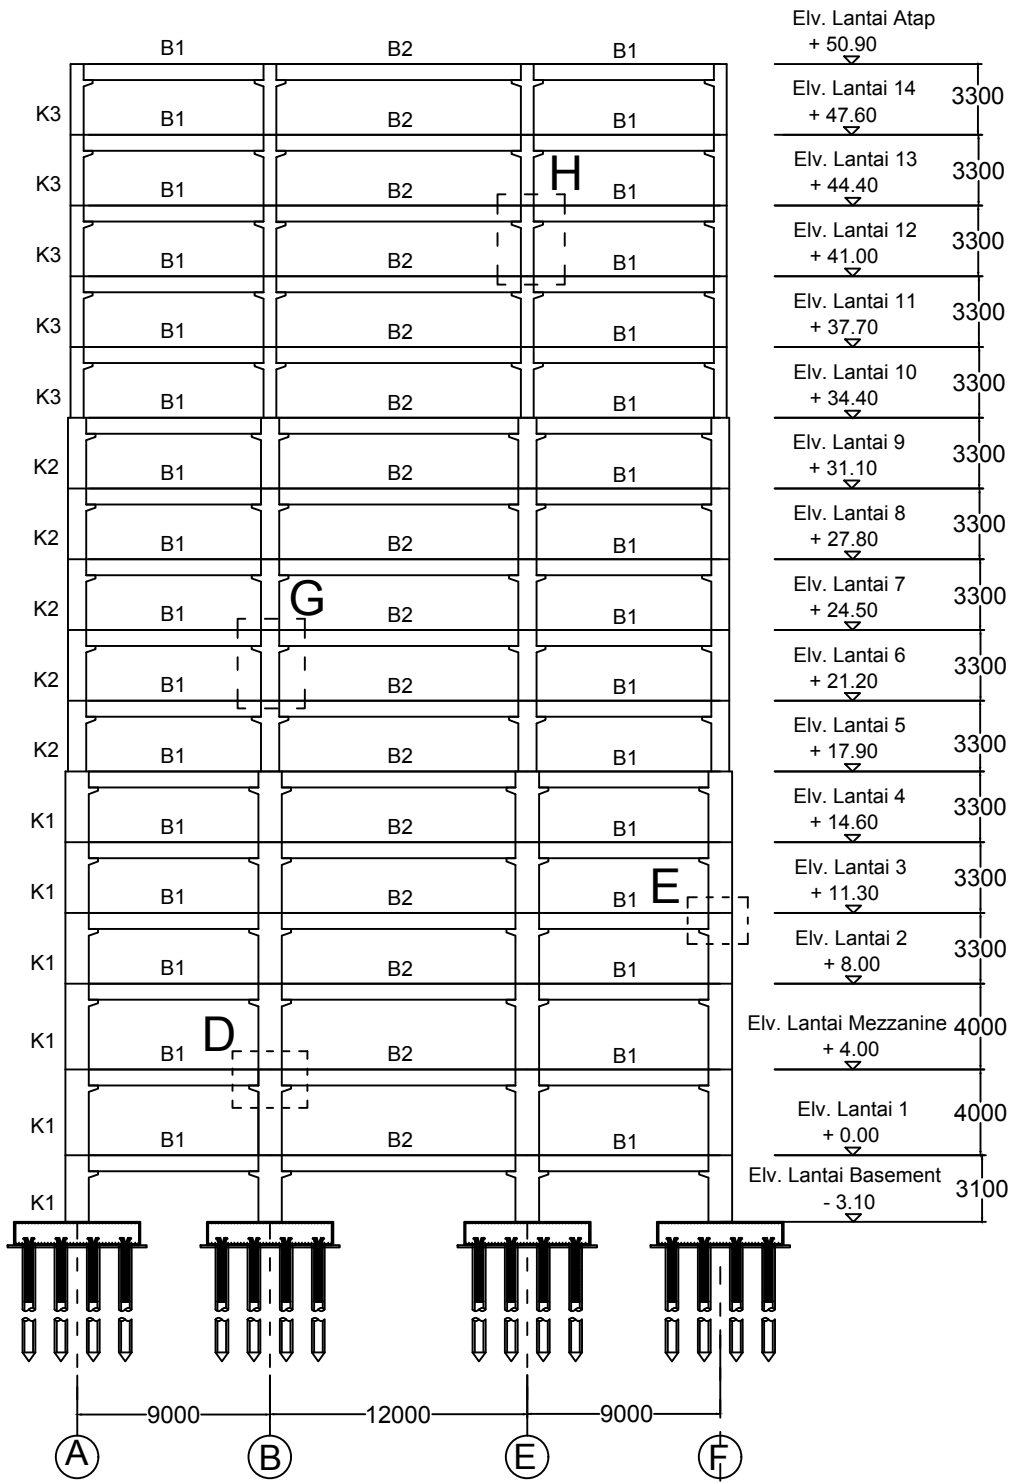 Elv. Lantai Atap
+ 50.90
B1 B2 B1
3300
Elv. Lantai 14
+ 47.60
K3 B1 B2 B1
3300
Elv. Lantai 13
+ 44.40
H
K3 B1 B2 B1
3300
Elv. Lantai 12
+ 41.00
K3 B1 B2 B1
3300
Elv. Lantai 11
+ 37.70
K3 B1 B2 B1
3300
Elv. Lantai 10
+ 34.40
K3 B1 B2 B1
3300
Elv. Lantai 9
+ 31.10
K2 B1 B2 B1
3300
Elv. Lantai 8
+ 27.80
K2 B1 B2 B1
3300
Elv. Lantai 7
+ 24.50
G
K2 B1 B2 B1
3300
Elv. Lantai 6
+ 21.20
K2 B1 B2 B1
3300
Elv. Lantai 5
+ 17.90
K2 B1 B2 B1
3300
Elv. Lantai 4
+ 14.60
K1 B1 B2 B1
3300
Elv. Lantai 3
+ 11.30
E
K1 B1 B2 B1
3300
Elv. Lantai 2
+ 8.00
K1 B1 B2 B1
4000
Elv. Lantai Mezzanine
+ 4.00
D
K1 B1 B2 B1
4000
Elv. Lantai 1
+ 0.00
K1 B1 B2 B1
3100
Elv. Lantai Basement
- 3.10
K1
9000 12000 9000
A B E F